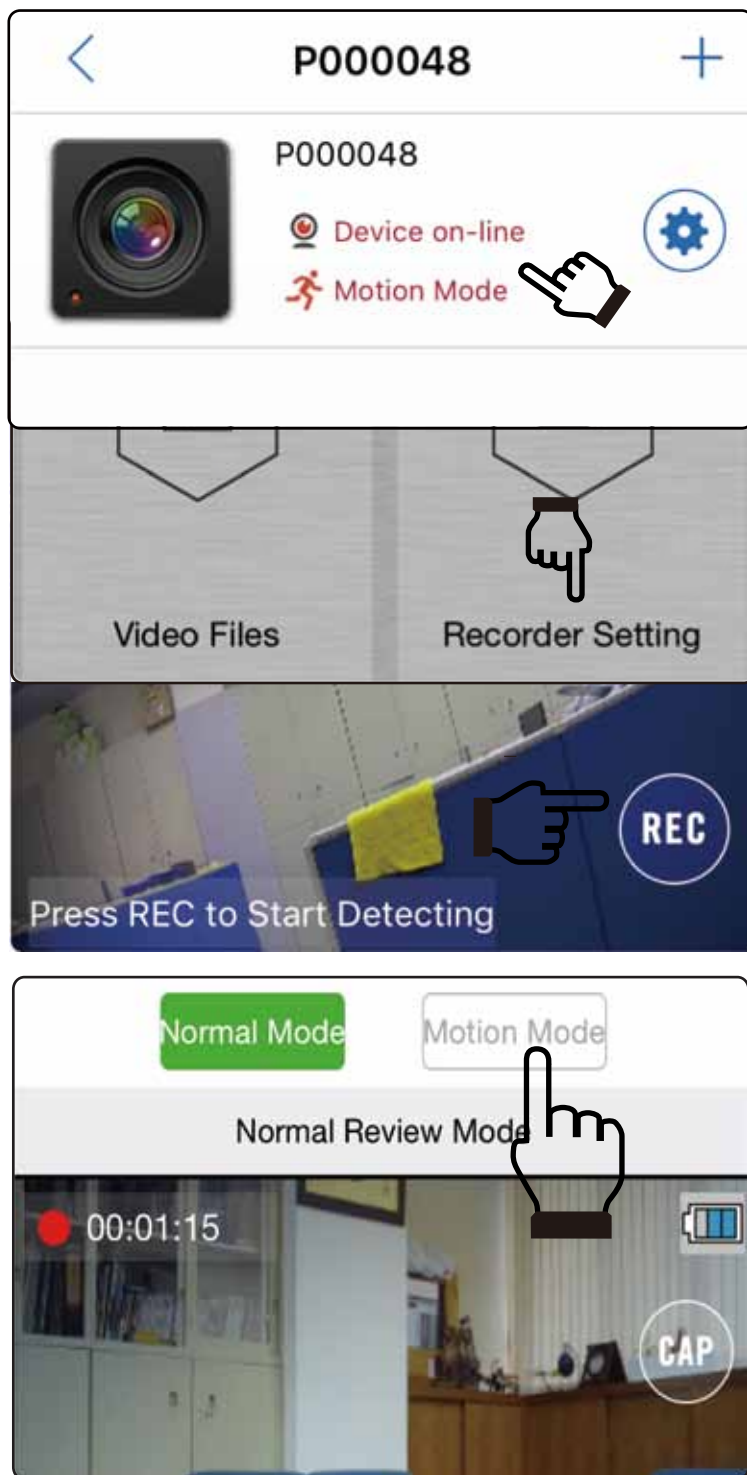 P000048
P000048
Device on-line
Motion Mode
Video Files
Recorder Setting
REC
Press REC to Start Detecting
Normal Mode
Motion Mode
Normal Review Mode
00:01:15
CAP